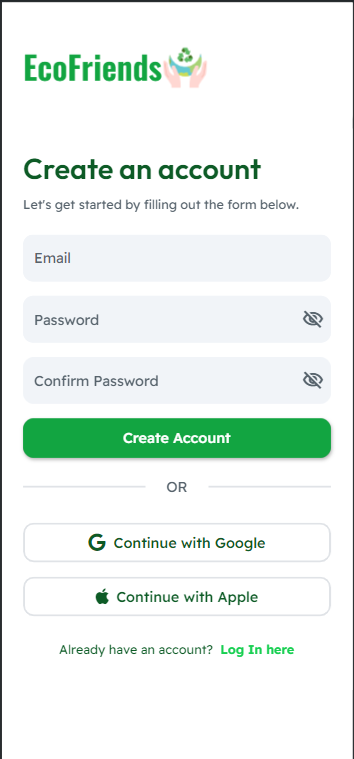 EcoFriends
Create an account
Let's get started by filling out the form below.
Email
Password
Confirm Password
Create Account
OR
Continue with Google
Continue with Apple
Already have an account? Log In here